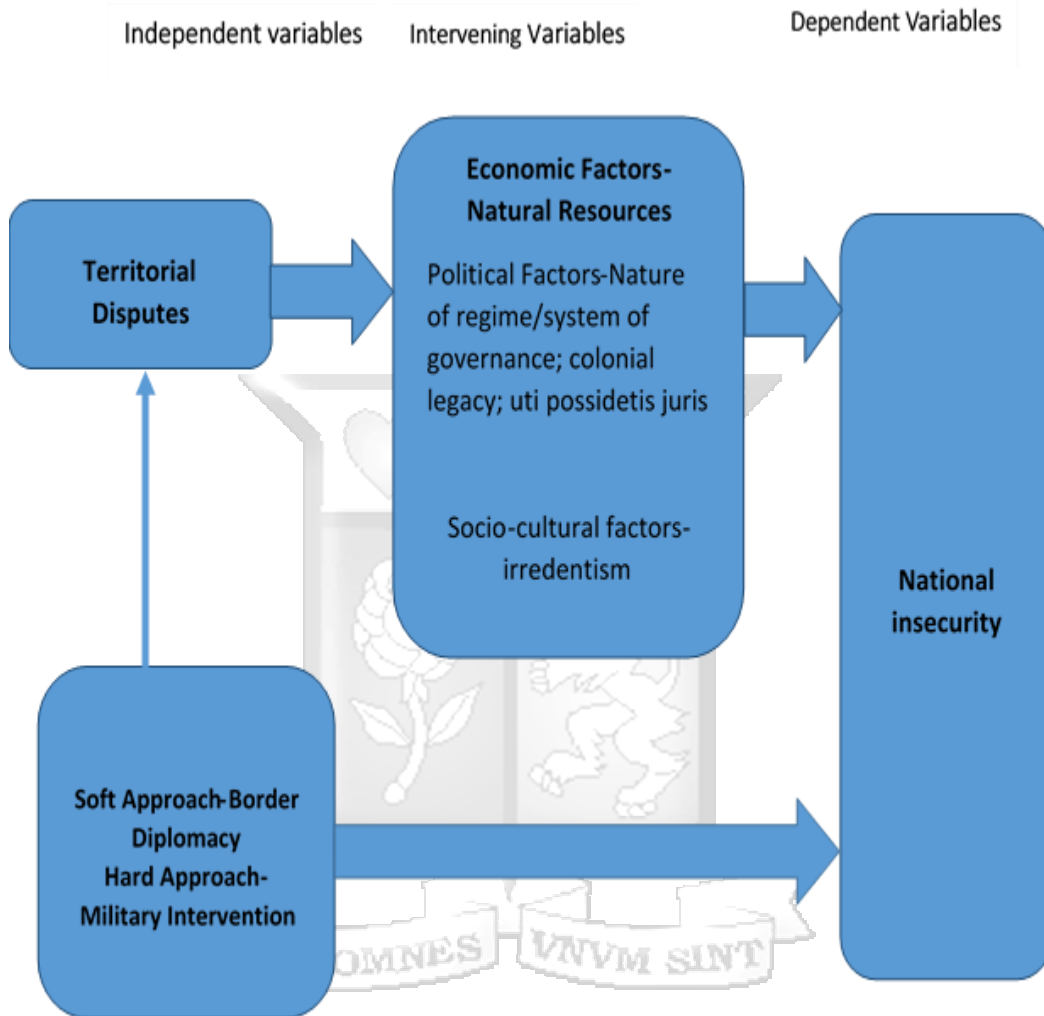 Independent variables
Intervening Variables
Dependent Variables
Economic Factors-
Natural Resources
Political Factors-Nature
of regime/system of
governance; colonial
legacy; uti possidetis juris
Socio-cultural factors-
irredentism
Territorial
Disputes
National
insecurity
Soft Approach-Border
Diplomacy
Hard Approach-
Military Intervention
OMNES VNVM SINT